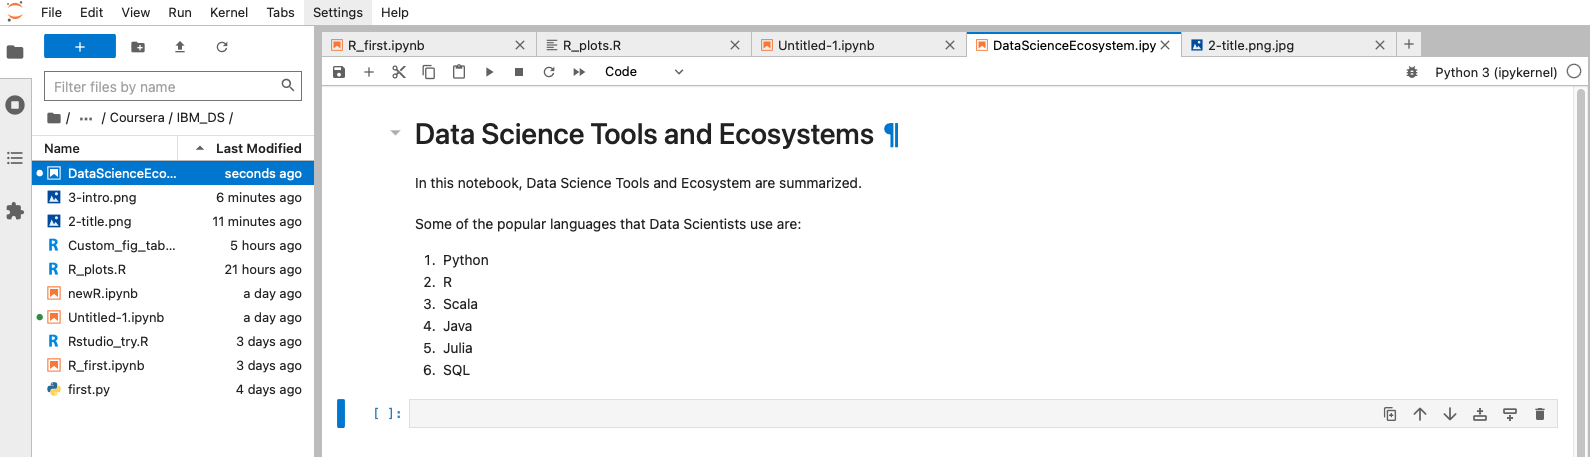 File Edit View Run Kernel Tabs Settings Help
+
Filter files by name
/ ··· / Coursera / IBM_DS /
Name Last Modified
DataScienceEco... seconds ago
3-intro.png 6 minutes ago
2-title.png 11 minutes ago
Custom_fig_tab... 5 hours ago
R_plots.R 21 hours ago
newR.ipynb a day ago
Untitled-1.ipynb a day ago
Rstudio_try.R 3 days ago
R_first.ipynb 3 days ago
first.py 4 days ago
R_first.ipynb R_plots.R Untitled-1.ipynb DataScienceEcosystem.ipy 2-title.png.jpg
Code Python 3 (ipykernel)
Data Science Tools and Ecosystems ¶
In this notebook, Data Science Tools and Ecosystem are summarized.
Some of the popular languages that Data Scientists use are:
1. Python
2. R
3. Scala
4. Java
5. Julia
6. SQL
[ ]: